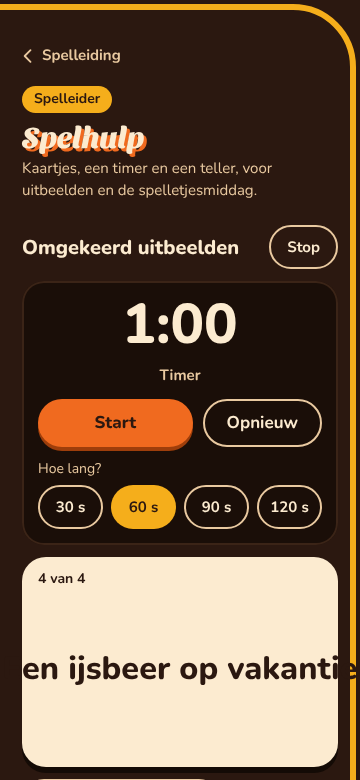 Spelleiding
Spelleider
Spelhulp
Kaartjes, een timer en een teller, voor
uitbeelden en de spelletjesmiddag.
Omgekeerd uitbeelden
Stop
1:00
Timer
Start
Opnieuw
Hoe lang?
30 s
60 s
90 s
120 s
4 van 4
en ijsbeer op vakantie